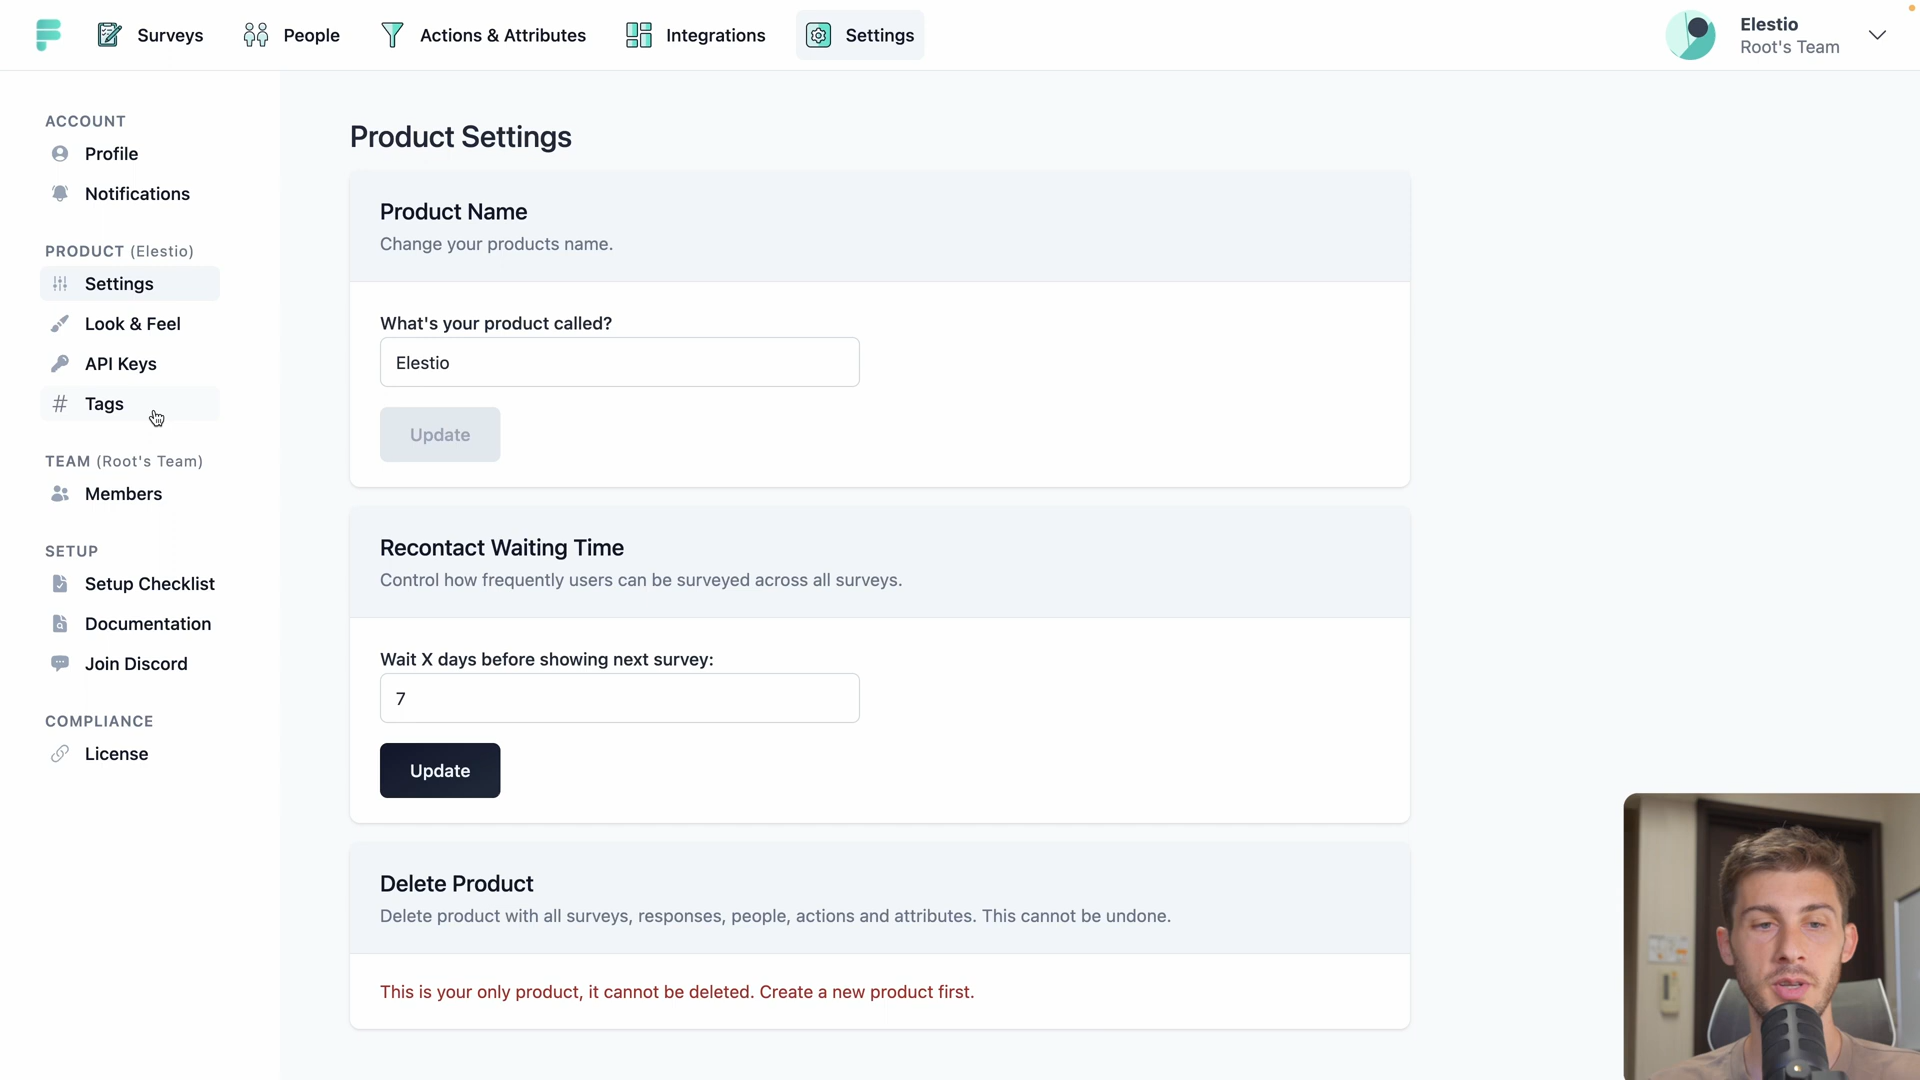 Surveys
People
Actions & Attributes
Integrations
Settings
Elestio
Root's Team
ACCOUNT
Profile
Notifications
PRODUCT (Elestio)
Settings
Look & Feel
API Keys
Tags
TEAM (Root's Team)
Members
SETUP
Setup Checklist
Documentation
Join Discord
COMPLIANCE
License
Product Settings
Product Name
Change your products name.
What's your product called?
Elestio
Update
Recontact Waiting Time
Control how frequently users can be surveyed across all surveys.
Wait X days before showing next survey:
7
Update
Delete Product
Delete product with all surveys, responses, people, actions and attributes. This cannot be undone.
This is your only product, it cannot be deleted. Create a new product first.